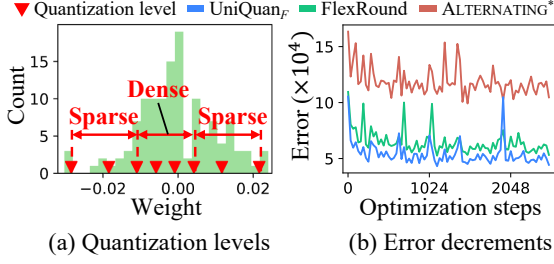 Quantization level UniQuan_F FlexRound ALTERNATING*
Count
15
10
5
0
Sparse Dense Sparse
−0.02 0.00 0.02
Weight
(a) Quantization levels
Error (×10⁴)
15
10
5
0 1024 2048
Optimization steps
(b) Error decrements